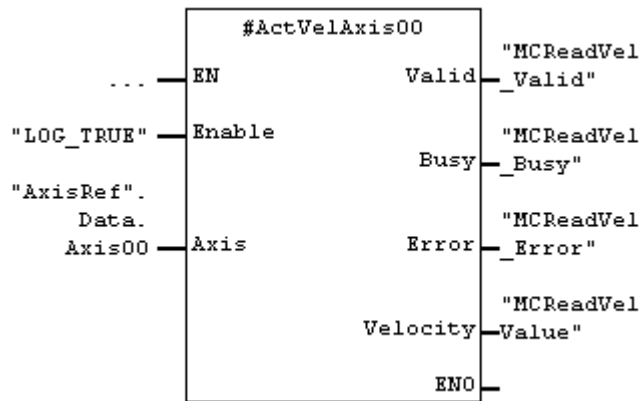 #ActVelAxis00
...
EN
Valid
"MCReadVel
_Valid"
"LOG_TRUE"
Enable
Busy
"MCReadVel
_Busy"
"AxisRef".
Data.
Axis00
Axis
Error
"MCReadVel
_Error"
Velocity
"MCReadVel
Value"
ENO